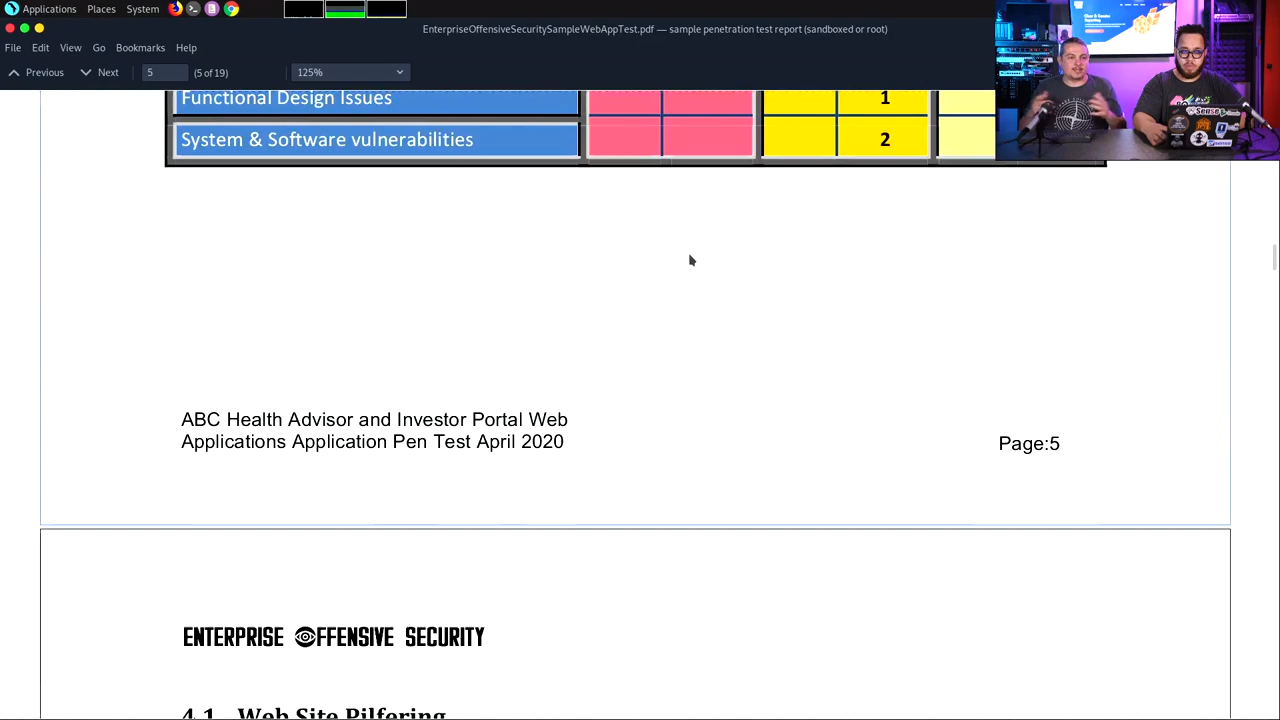 Applications Places System
EnterpriseOffensiveSecuritySampleWebAppTest.pdf — sample penetration test report (sandboxed or root)
File Edit View Go Bookmarks Help
Previous Next 5 (5 of 19) 125%
Functional Design Issues 1
System & Software vulnerabilities 2
ABC Health Advisor and Investor Portal Web
Applications Application Pen Test April 2020
Page:5
ENTERPRISE OFFENSIVE SECURITY
4.1 Web Site Pilfering